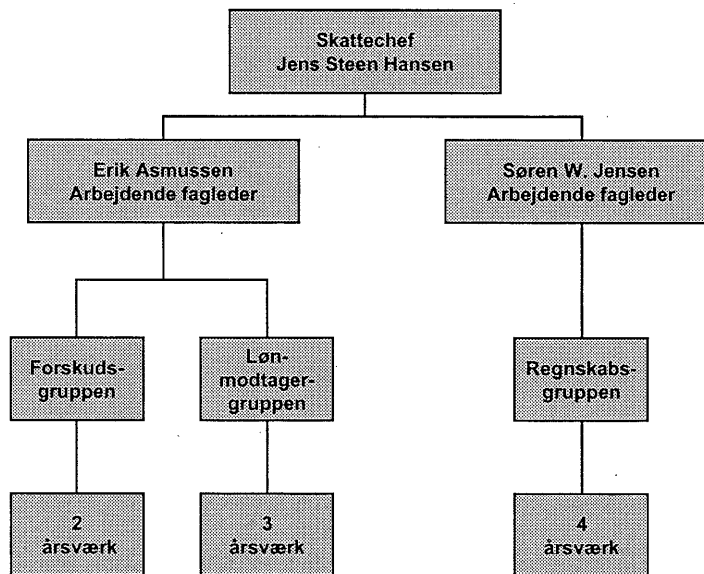 Skattechef
Jens Steen Hansen
Erik Asmussen
Arbejdende fagleder
Søren W. Jensen
Arbejdende fagleder
Forskuds-
gruppen
Løn-
modtager-
gruppen
Regnskabs-
gruppen
2
årsværk
3
årsværk
4
årsværk